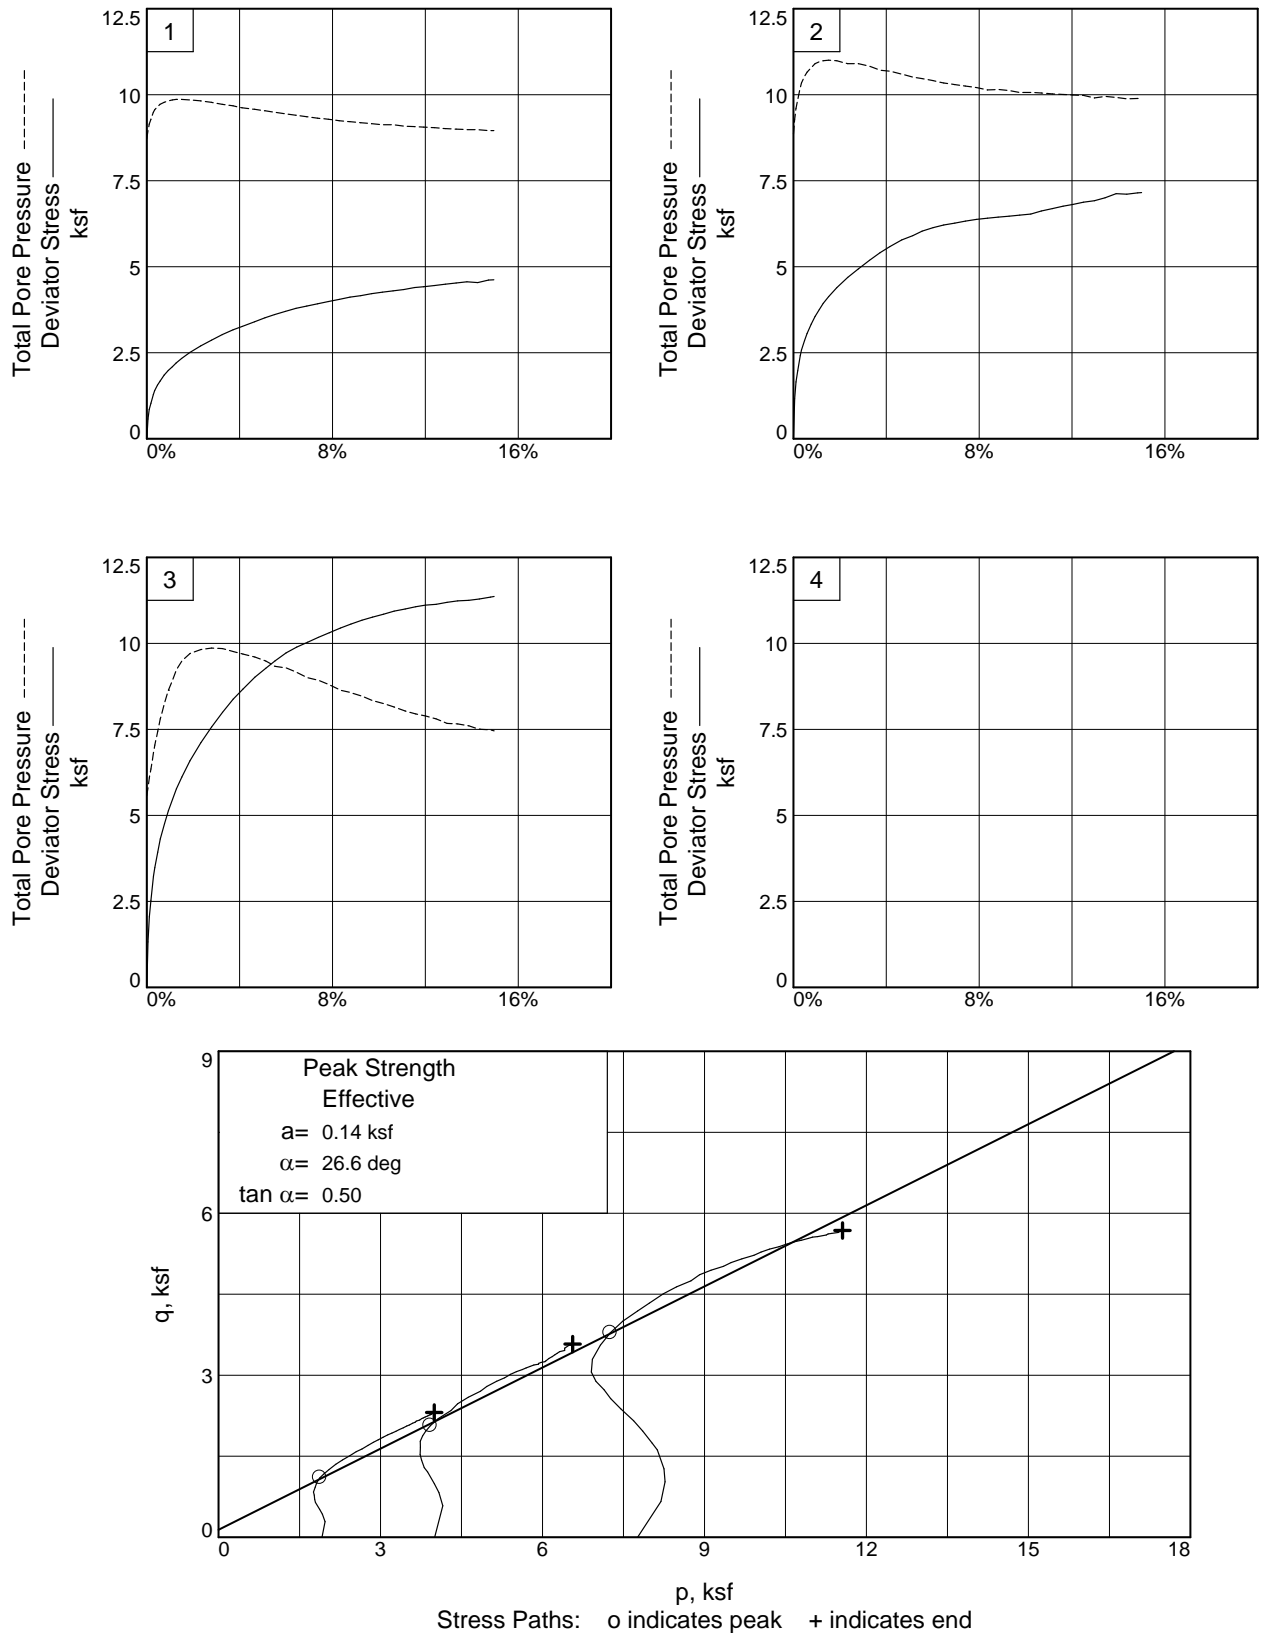 12.5
10
7.5
5
2.5
0
0%
8%
16%
1
Total Pore Pressure
Deviator Stress
ksf
12.5
10
7.5
5
2.5
0
0%
8%
16%
2
Total Pore Pressure
Deviator Stress
ksf
12.5
10
7.5
5
2.5
0
0%
8%
16%
3
Total Pore Pressure
Deviator Stress
ksf
12.5
10
7.5
5
2.5
0
0%
8%
16%
4
Total Pore Pressure
Deviator Stress
ksf
Peak Strength
Effective
a= 0.14 ksf
α= 26.6 deg
tan α= 0.50
9
6
3
0
q, ksf
0
3
6
9
12
15
18
p, ksf
Stress Paths: o indicates peak + indicates end